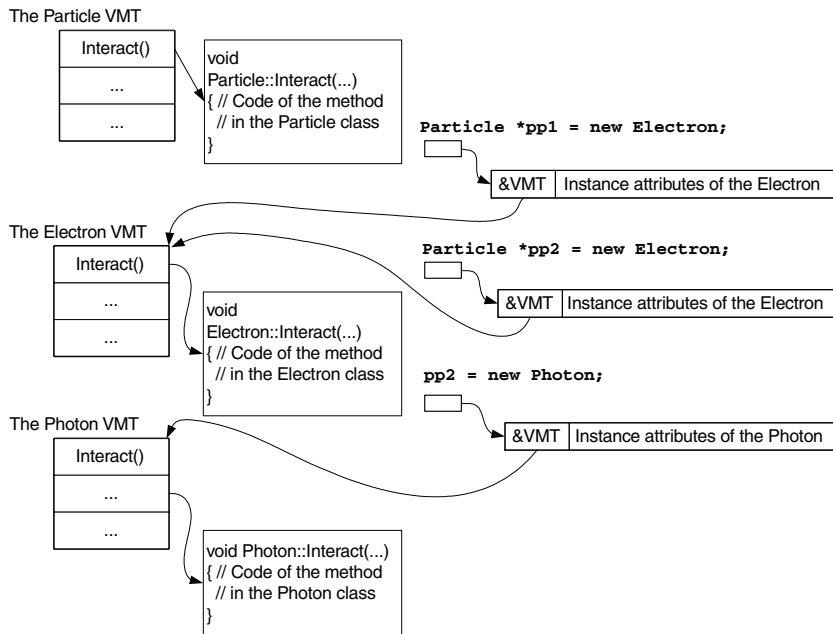 The Particle VMT
Interact()
...
...
void
Particle::Interact(...)
{ // Code of the method
// in the Particle class
}
Particle *pp1 = new Electron;
&VMT Instance attributes of the Electron
The Electron VMT
Interact()
...
...
void
Electron::Interact(...)
{ // Code of the method
// in the Electron class
}
Particle *pp2 = new Electron;
&VMT Instance attributes of the Electron
pp2 = new Photon;
&VMT Instance attributes of the Photon
The Photon VMT
Interact()
...
...
void Photon::Interact(...)
{ // Code of the method
// in the Photon class
}